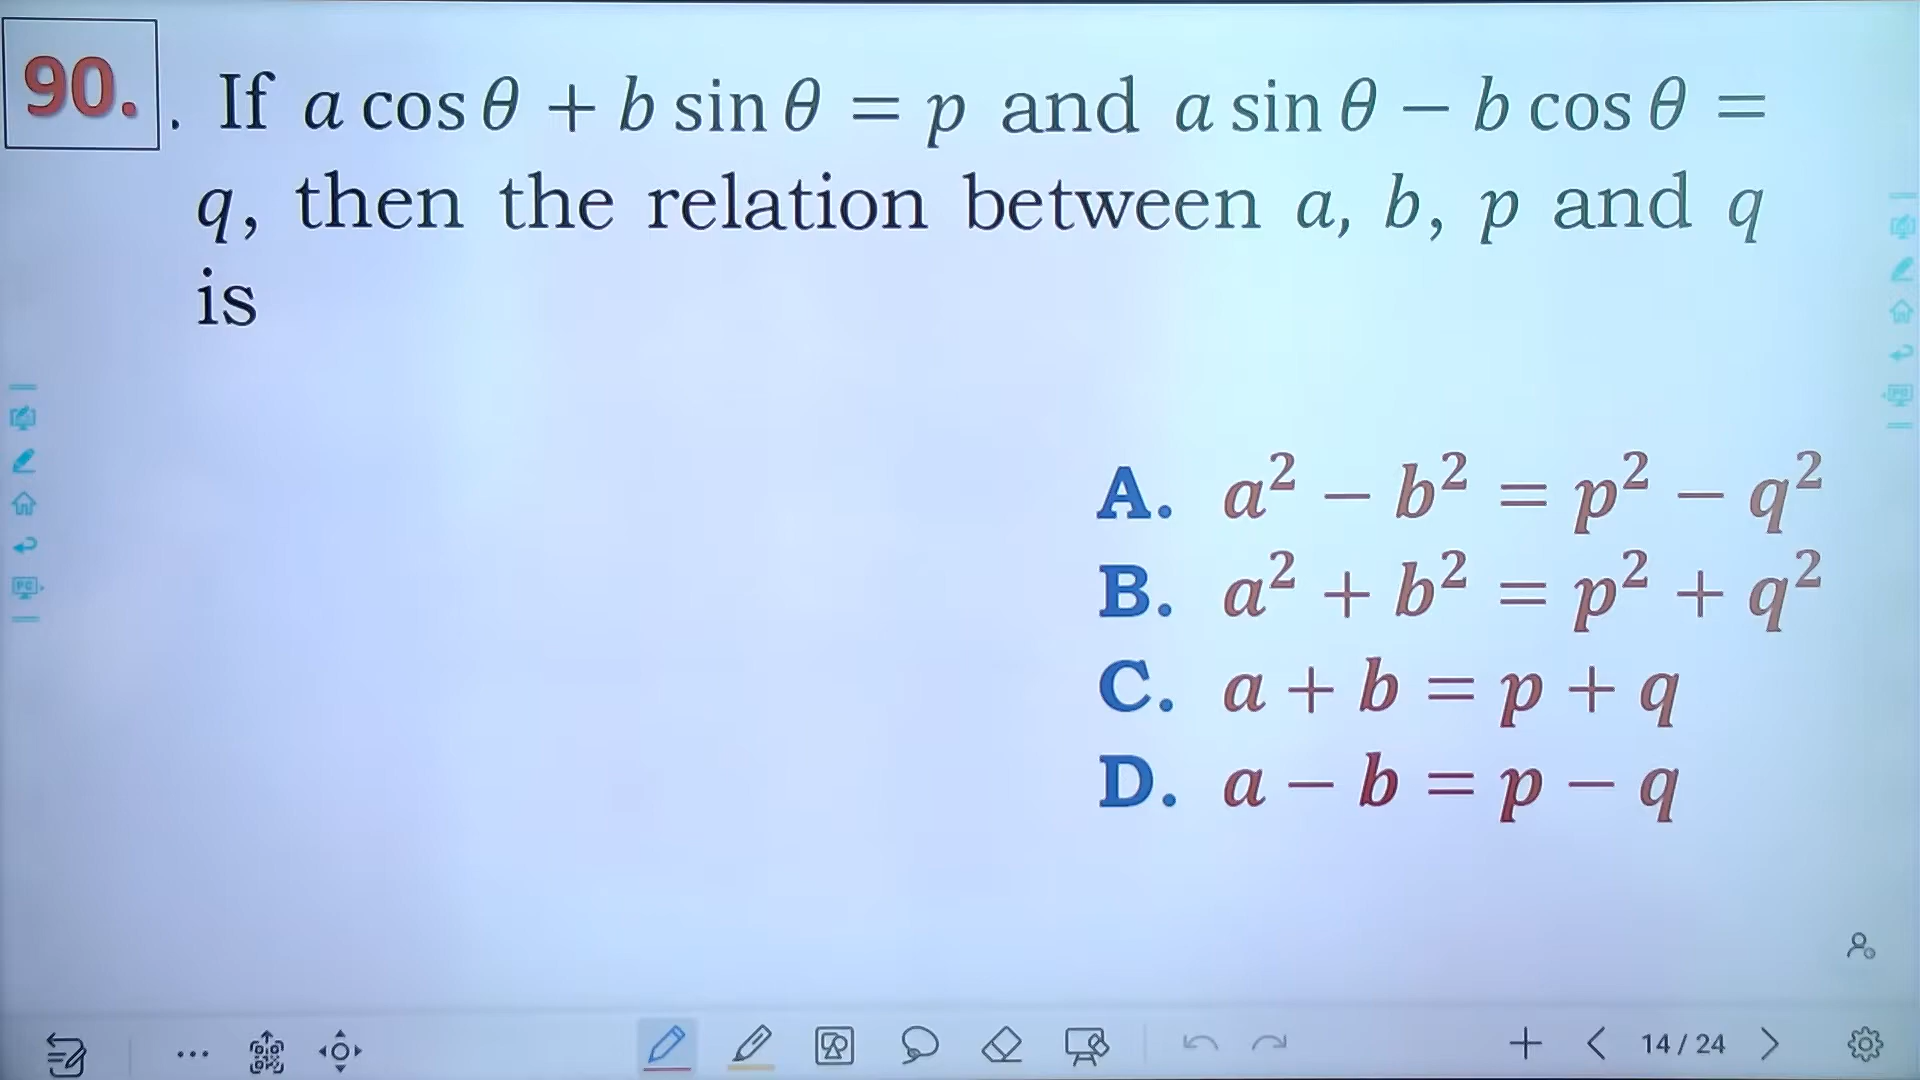 90. . If a cos θ + b sin θ = p and a sin θ − b cos θ =
q, then the relation between a, b, p and q
is
A. a² − b² = p² − q²
B. a² + b² = p² + q²
C. a + b = p + q
D. a − b = p − q
14 / 24